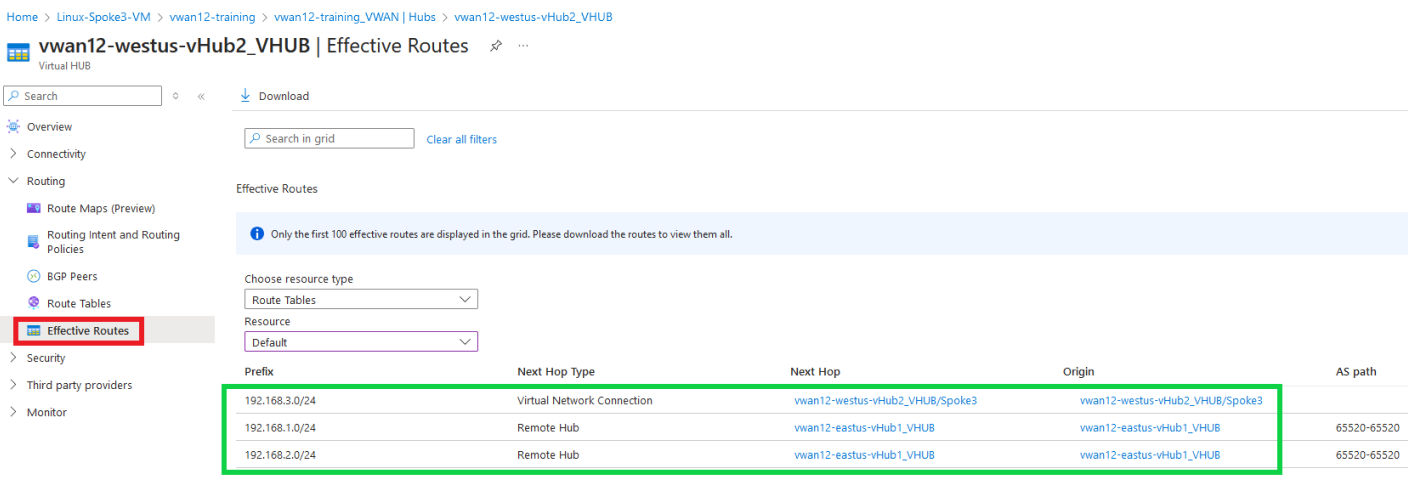 Home > Linux-Spoke3-VM > vwan12-training > vwan12-training_VWAN | Hubs > vwan12-westus-vHub2_VHUB
vwan12-westus-vHub2_VHUB | Effective Routes
Virtual HUB
Search
Download
Overview
Connectivity
Routing
Route Maps (Preview)
Routing Intent and Routing
Policies
BGP Peers
Route Tables
Effective Routes
Security
Third party providers
Monitor
Search in grid Clear all filters
Effective Routes
Only the first 100 effective routes are displayed in the grid. Please download the routes to view them all.
Choose resource type
Route Tables
Resource
Default
Prefix Next Hop Type Next Hop Origin AS path
192.168.3.0/24 Virtual Network Connection vwan12-westus-vHub2_VHUB/Spoke3 vwan12-westus-vHub2_VHUB/Spoke3
192.168.1.0/24 Remote Hub vwan12-eastus-vHub1_VHUB vwan12-eastus-vHub1_VHUB 65520-65520
192.168.2.0/24 Remote Hub vwan12-eastus-vHub1_VHUB vwan12-eastus-vHub1_VHUB 65520-65520